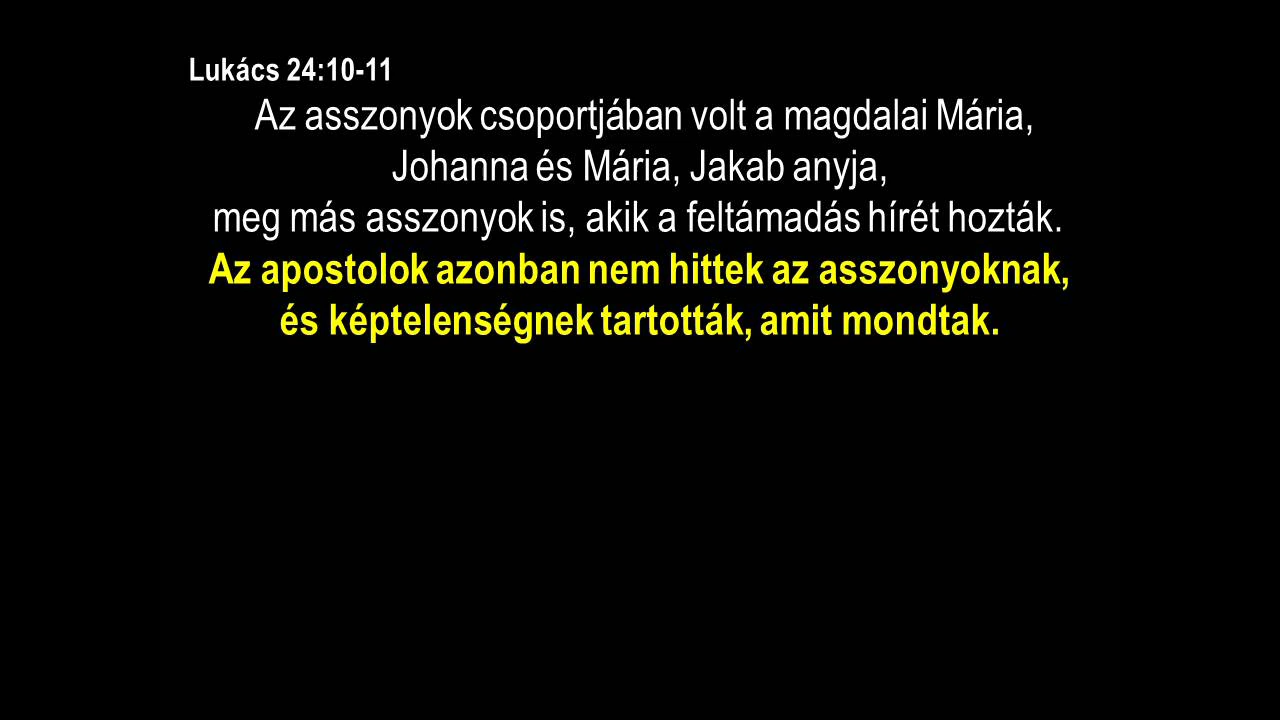 Lukács 24:10-11
Az asszonyok csoportjában volt a magdalai Mária,
Johanna és Mária, Jakab anyja,
meg más asszonyok is, akik a feltámadás hírét hozták.
Az apostolok azonban nem hittek az asszonyoknak,
és képtelenségnek tartották, amit mondtak.